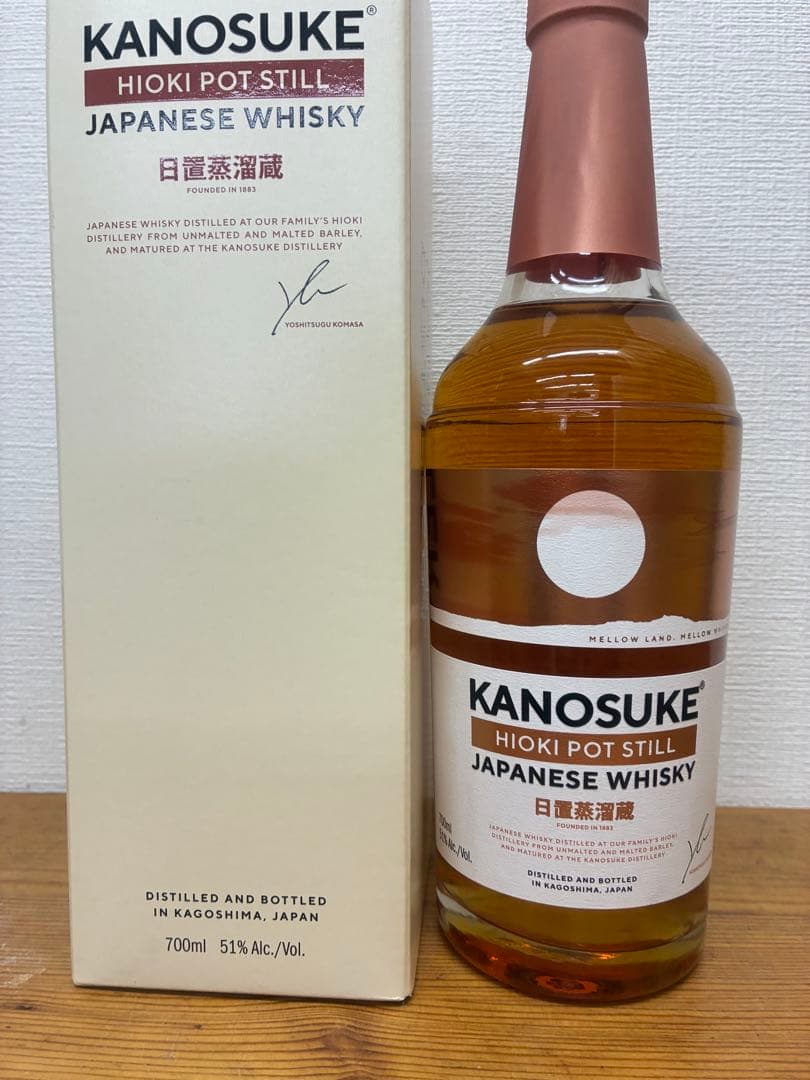 KANOSUKE®
HIOKI POT STILL
JAPANESE WHISKY
日置蒸溜蔵
FOUNDED IN 1883
JAPANESE WHISKY DISTILLED AT OUR FAMILY'S HIOKI
DISTILLERY FROM UNMALTED AND MALTED BARLEY,
AND MATURED AT THE KANOSUKE DISTILLERY
YOSHITSUGU KOMASA
DISTILLED AND BOTTLED
IN KAGOSHIMA, JAPAN
700ml 51% Alc./Vol.
MELLOW LAND. MELLOW
KANOSUKE®
HIOKI POT STILL
JAPANESE WHISKY
日置蒸溜蔵
FOUNDED IN 1883
JAPANESE WHISKY DISTILLED AT OUR FAMILY'S HIOKI
DISTILLERY FROM UNMALTED AND MALTED BARLEY,
AND MATURED AT THE KANOSUKE DISTILLERY
700ml
51% Alc./Vol.
DISTILLED AND BOTTLED
IN KAGOSHIMA, JAPAN